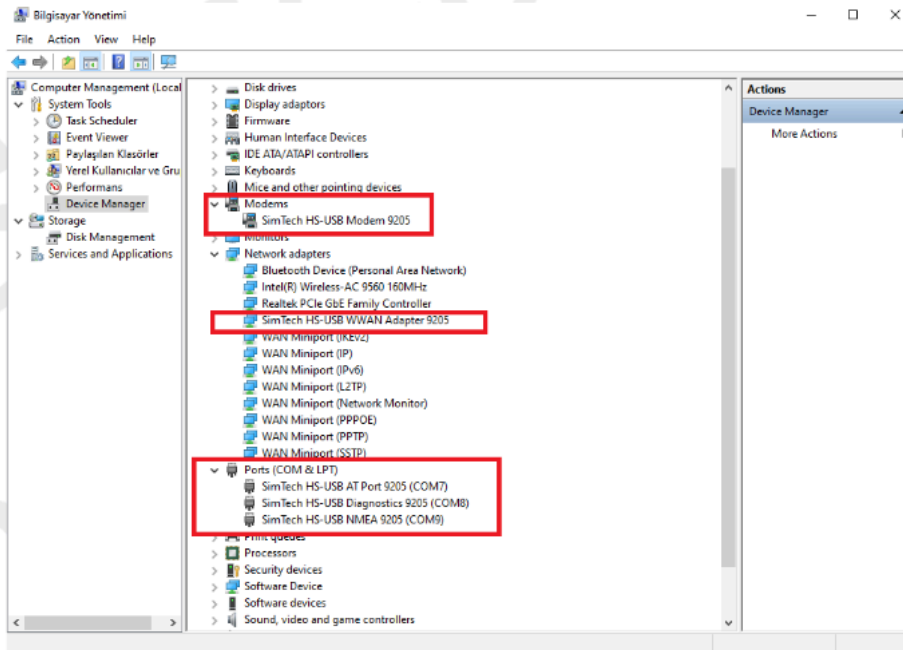 Bilgisayar Yönetimi
File Action View Help
Computer Management (Local
System Tools
Task Scheduler
Event Viewer
Paylaşılan Klasörler
Yerel Kullanıcılar ve Gru
Performans
Device Manager
Storage
Disk Management
Services and Applications
Disk drives
Display adaptors
Firmware
Human Interface Devices
IDE ATA/ATAPI controllers
Keyboards
Mice and other pointing devices
Modems
SimTech HS-USB Modem 9205
Monitors
Network adapters
Bluetooth Device (Personal Area Network)
Intel(R) Wireless-AC 9560 160MHz
Realtek PCIe GbE Family Controller
SimTech HS-USB WWAN Adapter 9205
WAN Miniport (IKEv2)
WAN Miniport (IP)
WAN Miniport (IPv6)
WAN Miniport (L2TP)
WAN Miniport (Network Monitor)
WAN Miniport (PPPOE)
WAN Miniport (PPTP)
WAN Miniport (SSTP)
Ports (COM & LPT)
SimTech HS-USB AT Port 9205 (COM7)
SimTech HS-USB Diagnostics 9205 (COM8)
SimTech HS-USB NMEA 9205 (COM9)
Print queues
Processors
Security devices
Software Device
Software devices
Sound, video and game controllers
Actions
Device Manager
More Actions